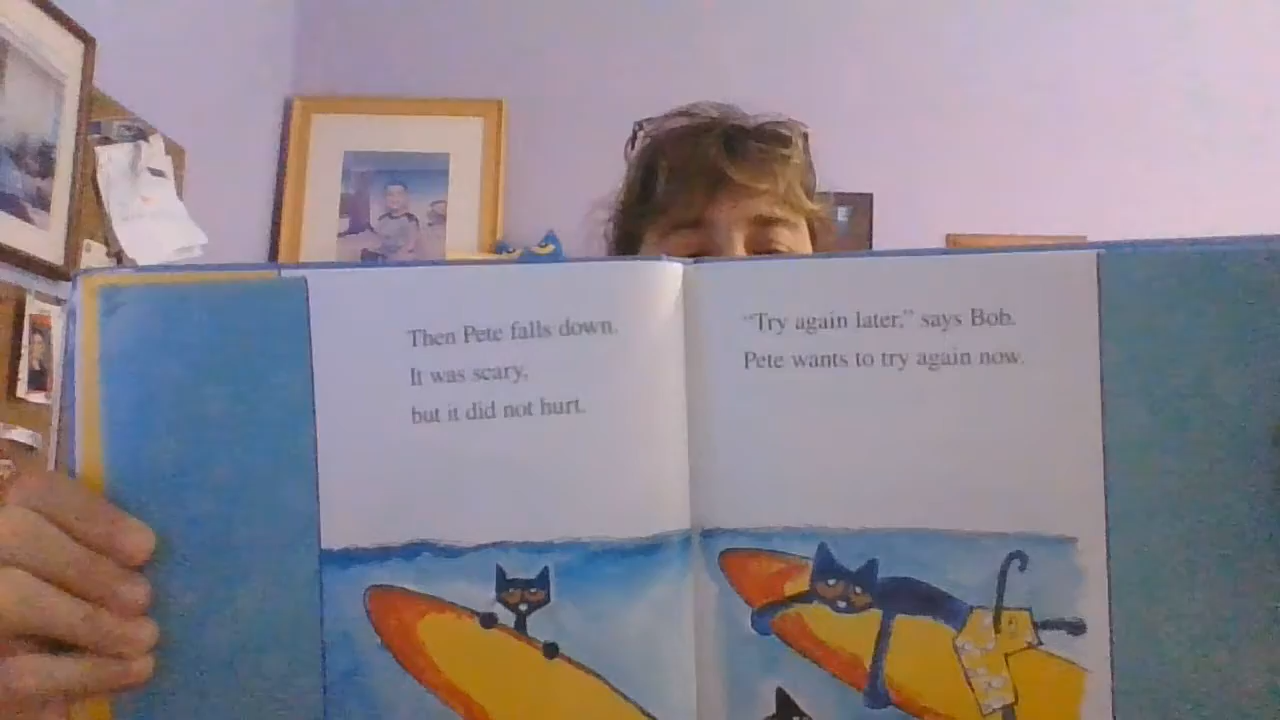 Then Pete falls down.
It was scary,
but it did not hurt.
"Try again later," says Bob.
Pete wants to try again now.